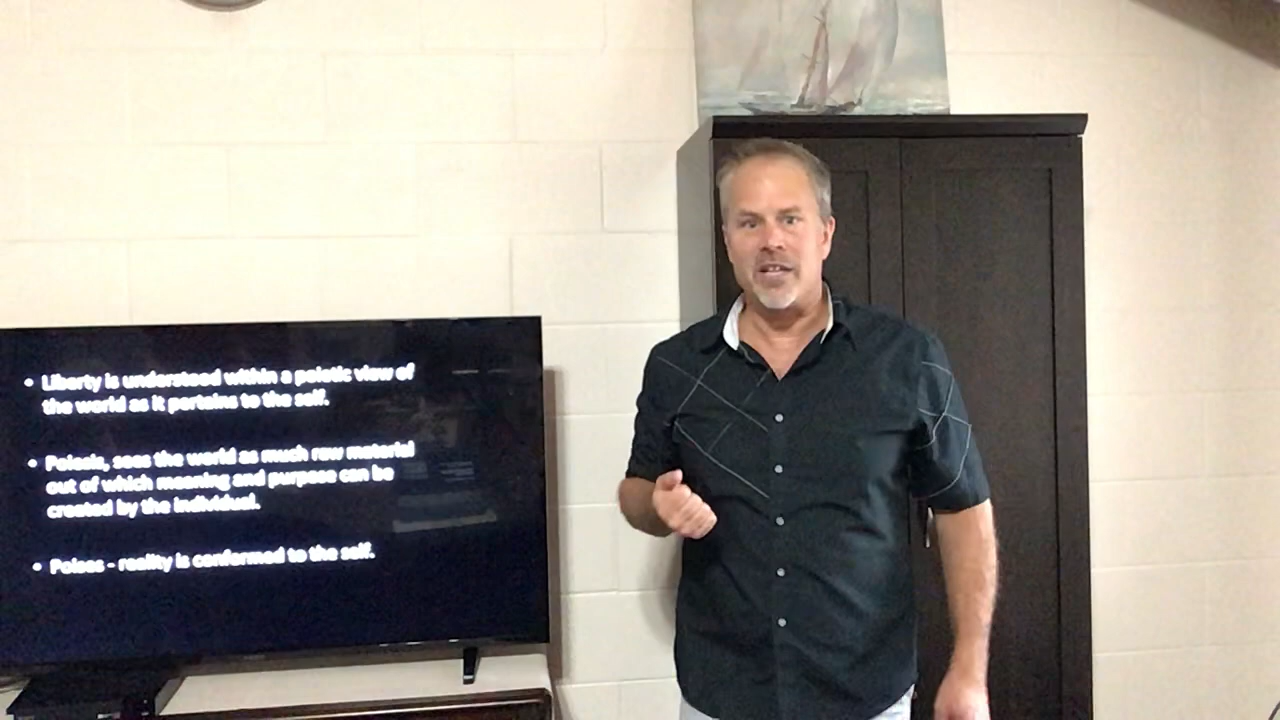 • Liberty is understood within a poietic view of
the world as it pertains to the self.
• Poiesis, sees the world as much raw material
out of which meaning and purpose can be
created by the individual.
• - reality is conformed to the self.